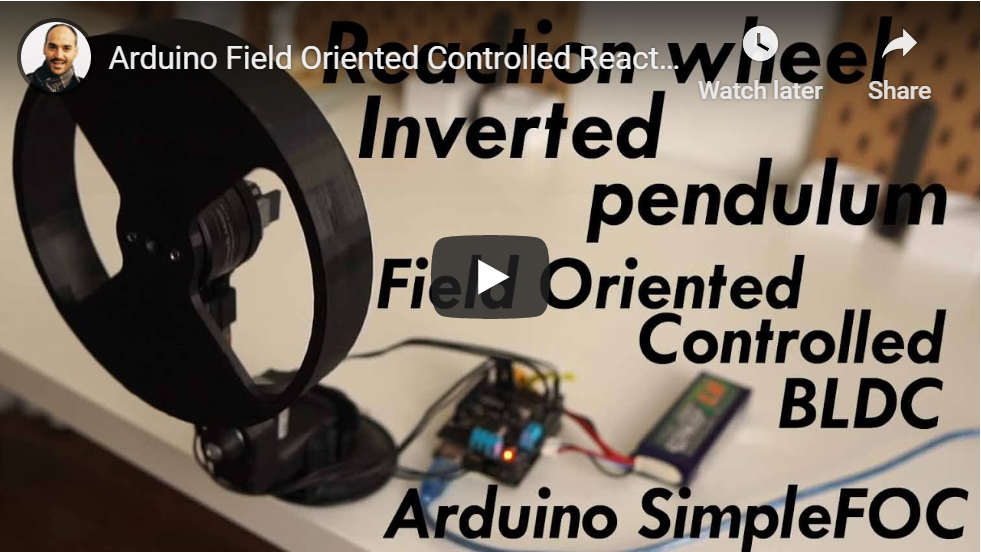 Arduino Field Oriented Controlled React...
Watch later
Share
Reaction wheel
Inverted
pendulum
Field Oriented
Controlled
BLDC
Arduino SimpleFOC